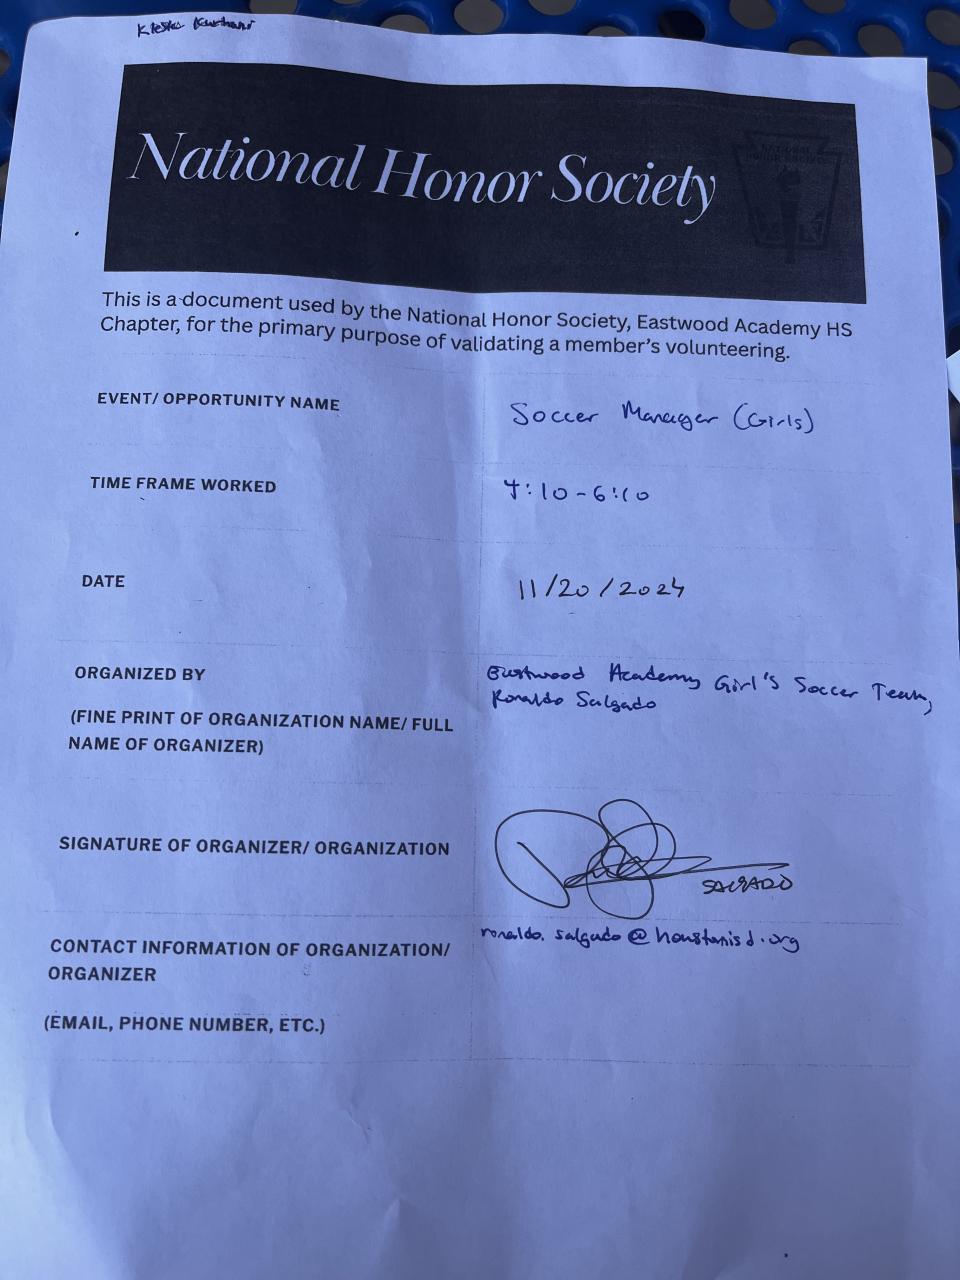 National Honor Society
NATIONAL
HONOR SOCIETY
This is a document used by the National Honor Society, Eastwood Academy HS
Chapter, for the primary purpose of validating a member's volunteering.
EVENT/ OPPORTUNITY NAME
Soccer Manager (Girls)
TIME FRAME WORKED
4:10-6:10
DATE
11/20/2024
ORGANIZED BY
(FINE PRINT OF ORGANIZATION NAME/ FULL
NAME OF ORGANIZER)
Eastwood Academy Girl's Soccer Team,
Ronaldo Salgado
SIGNATURE OF ORGANIZER/ ORGANIZATION
SALGADO
CONTACT INFORMATION OF ORGANIZATION/
ORGANIZER
(EMAIL, PHONE NUMBER, ETC.)
ronaldo.salgado@houstonisd.org